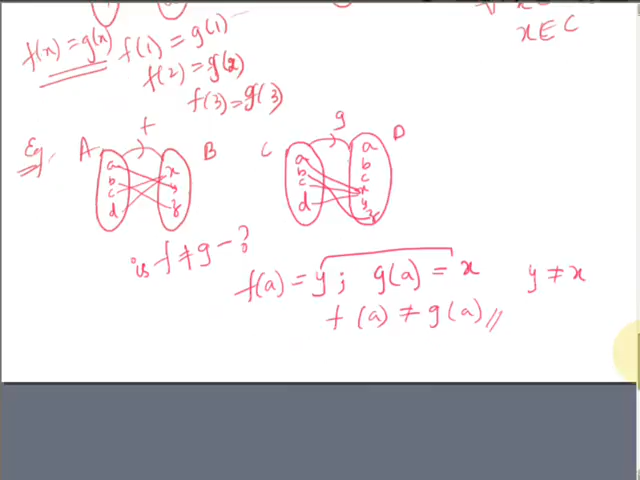 x ∈ C
f(x) = g(x)
f(1) = g(1)
f(2) = g(2)
f(3) = g(3)
Eg.
A f B
a
b
c
d
x
y
z
C g D
a
b
c
d
a
b
c
x
y
z
is f ≠ g - ?
f(a) = y ; g(a) = x y ≠ x
f(a) ≠ g(a) //